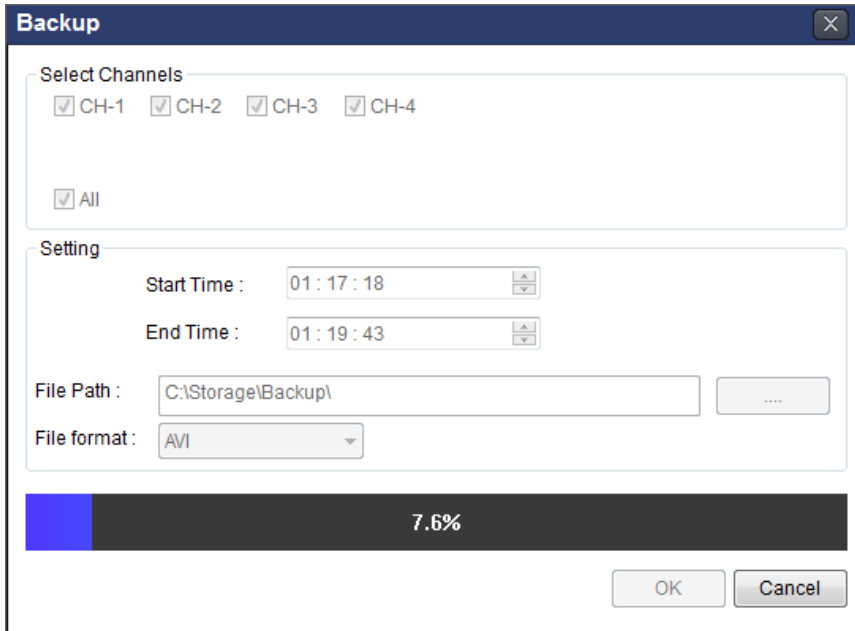 Backup
Select Channels
CH-1 CH-2 CH-3 CH-4
All
Setting
Start Time : 01 : 17 : 18
End Time : 01 : 19 : 43
File Path : C:\Storage\Backup\ ....
File format : AVI
7.6%
OK Cancel